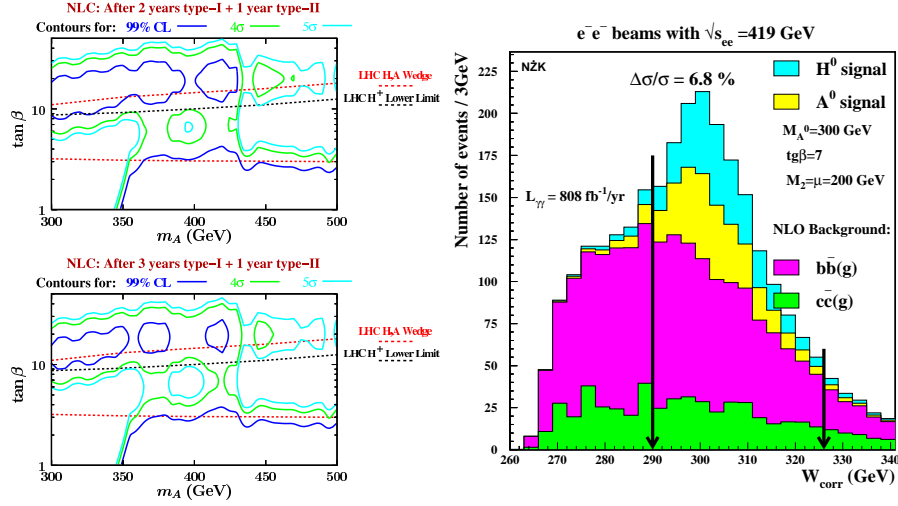 NLC: After 2 years type-I + 1 year type-II
Contours for: 99% CL 4σ 5σ
tan β
10
1
300 350 400 450 500
m_A (GeV)
LHC H,A Wedge
LHC H⁺ Lower Limit
NLC: After 3 years type-I + 1 year type-II
Contours for: 99% CL 4σ 5σ
tan β
10
1
300 350 400 450 500
m_A (GeV)
LHC H,A Wedge
LHC H⁺ Lower Limit
e⁻e⁻ beams with √s_ee =419 GeV
Number of events / 3GeV
225
200
175
150
125
100
75
50
25
0
260 270 280 290 300 310 320 330 340
W_corr (GeV)
NŻK
Δσ/σ = 6.8 %
L_γγ = 808 fb⁻¹/yr
H⁰ signal
A⁰ signal
M_A⁰=300 GeV
tgβ=7
M₂=μ=200 GeV
NLO Background:
bb̄(g)
cc̄(g)